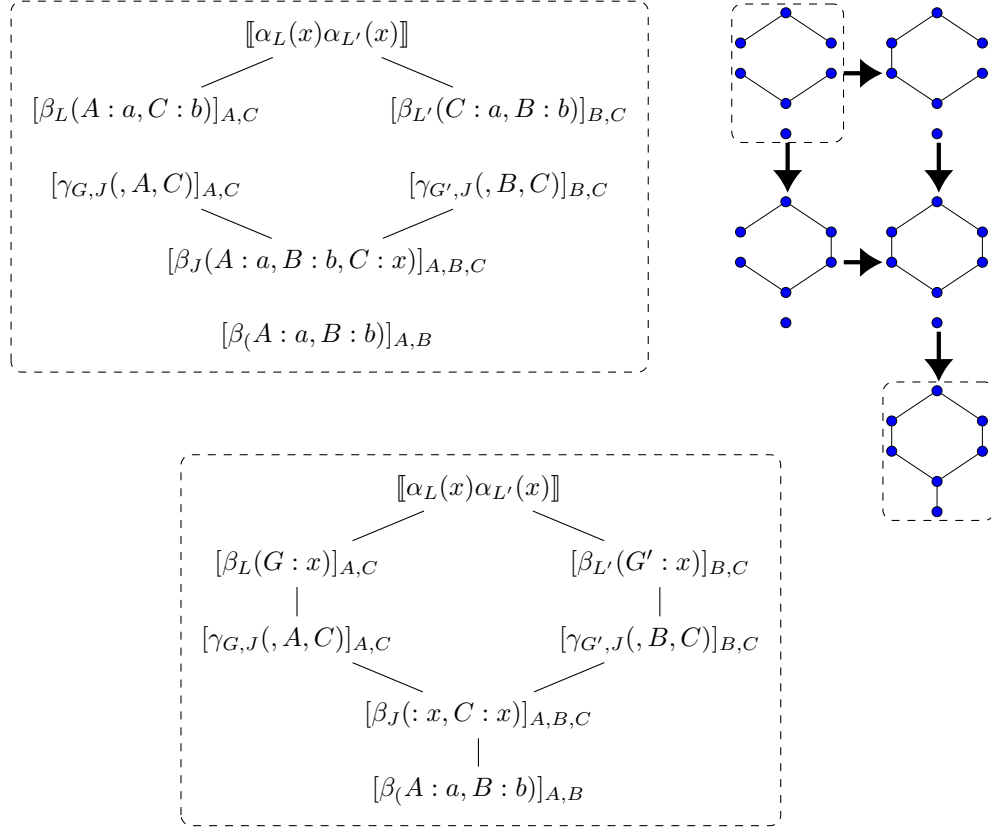 ⟦α_L(x)α_{L'}(x)⟧
[β_L(A : a, C : b)]_{A,C} [β_{L'}(C : a, B : b)]_{B,C}
[γ_{G,J}(, A, C)]_{A,C} [γ_{G',J}(, B, C)]_{B,C}
[β_J(A : a, B : b, C : x)]_{A,B,C}
[β_(A : a, B : b)]_{A,B}
⟦α_L(x)α_{L'}(x)⟧
[β_L(G : x)]_{A,C} [β_{L'}(G' : x)]_{B,C}
[γ_{G,J}(, A, C)]_{A,C} [γ_{G',J}(, B, C)]_{B,C}
[β_J(: x, C : x)]_{A,B,C}
[β_(A : a, B : b)]_{A,B}